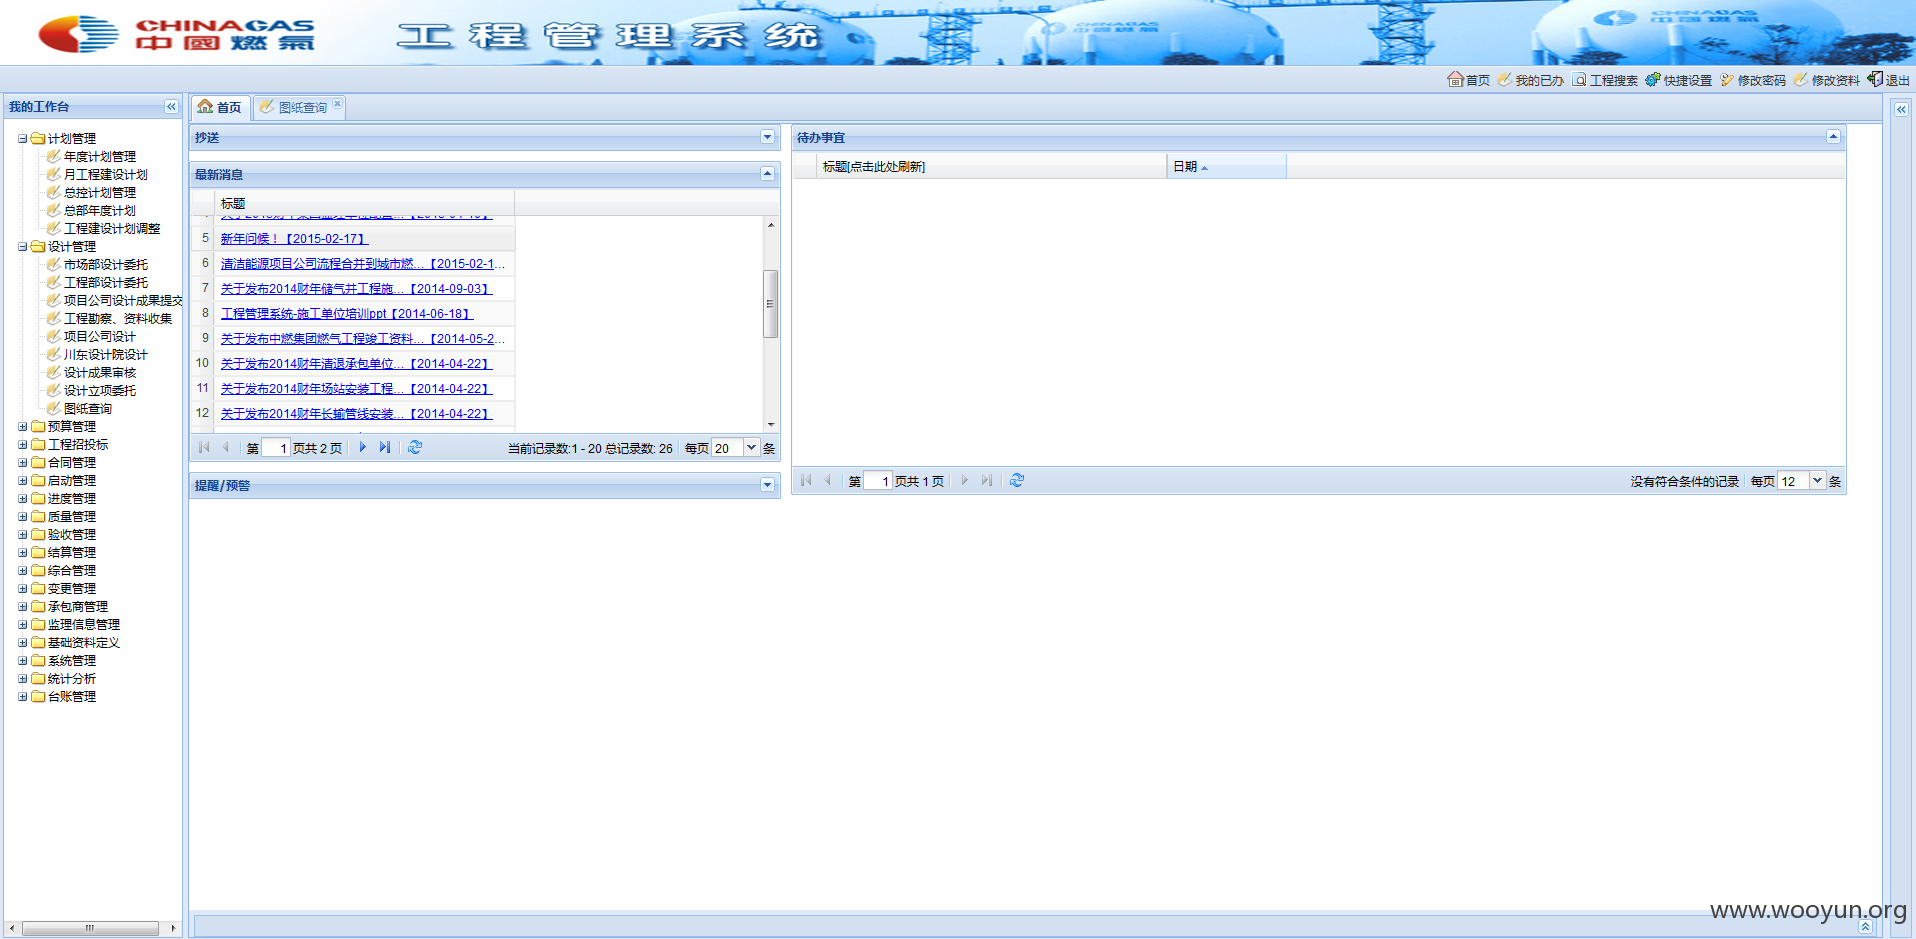 CHINAGAS
中國燃氣
工程管理系统
CHINAGAS
中國燃氣
CHINAGAS
中國燃氣
首页 我的已办 工程搜索 快捷设置 修改密码 修改资料 退出
我的工作台
计划管理
年度计划管理
月工程建设计划
总控计划管理
总部年度计划
工程建设计划调整
设计管理
市场部设计委托
工程部设计委托
项目公司设计成果提交
工程勘察、资料收集
项目公司设计
川东设计院设计
设计成果审核
设计立项委托
图纸查询
预算管理
工程招投标
合同管理
启动管理
进度管理
质量管理
验收管理
结算管理
综合管理
变更管理
承包商管理
监理信息管理
基础资料定义
系统管理
统计分析
台账管理
首页 图纸查询
抄送
最新消息
标题
5 新年问候！【2015-02-17】
6 清洁能源项目公司流程合并到城市燃...【2015-02-1...
7 关于发布2014财年储气井工程施...【2014-09-03】
8 工程管理系统-施工单位培训ppt【2014-06-18】
9 关于发布中燃集团燃气工程竣工资料...【2014-05-2...
10 关于发布2014财年清退承包单位...【2014-04-22】
11 关于发布2014财年场站安装工程...【2014-04-22】
12 关于发布2014财年长输管线安装...【2014-04-22】
第 1 页共 2 页 当前记录数:1 - 20 总记录数: 26 每页 20 条
提醒/预警
待办事宜
标题[点击此处刷新] 日期
第 1 页共 1 页 没有符合条件的记录 每页 12 条
www.wooyun.org